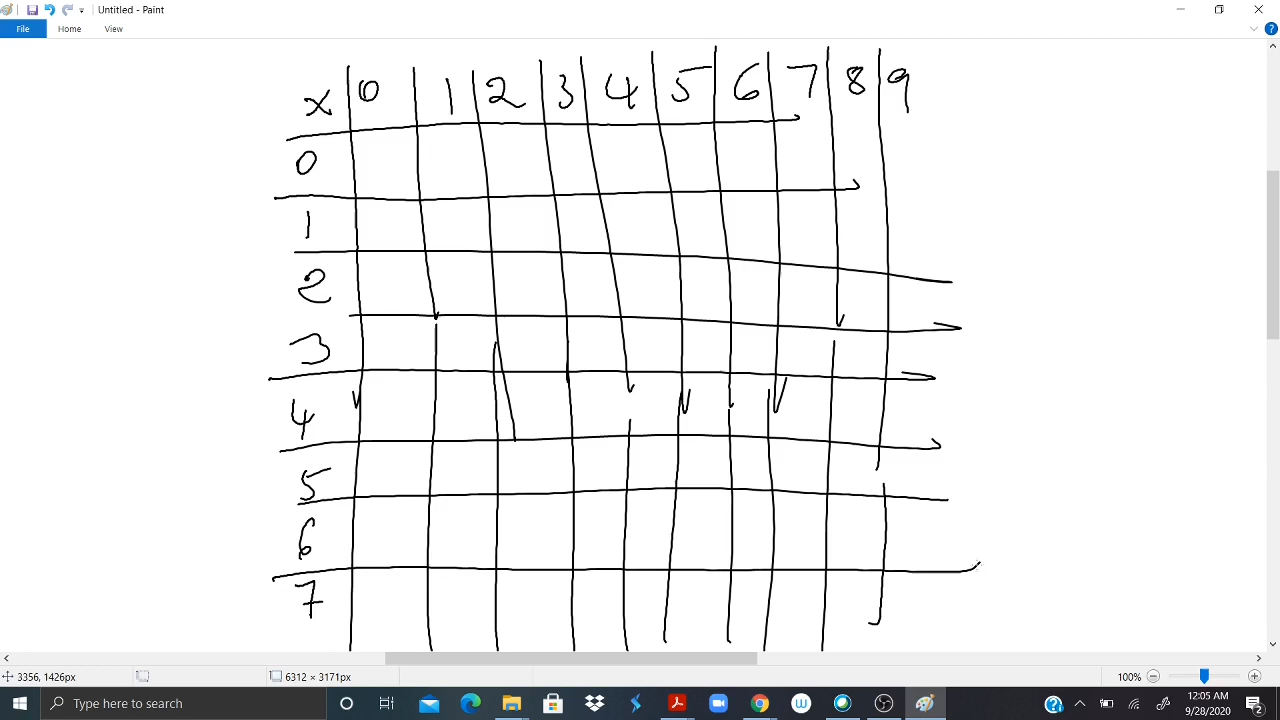 Untitled - Paint
File Home View
x 0 1 2 3 4 5 6 7 8 9
0
1
2
3
4
5
6
7
3356, 1426px 6312 × 3171px 100%
Type here to search
12:05 AM
9/28/2020 2